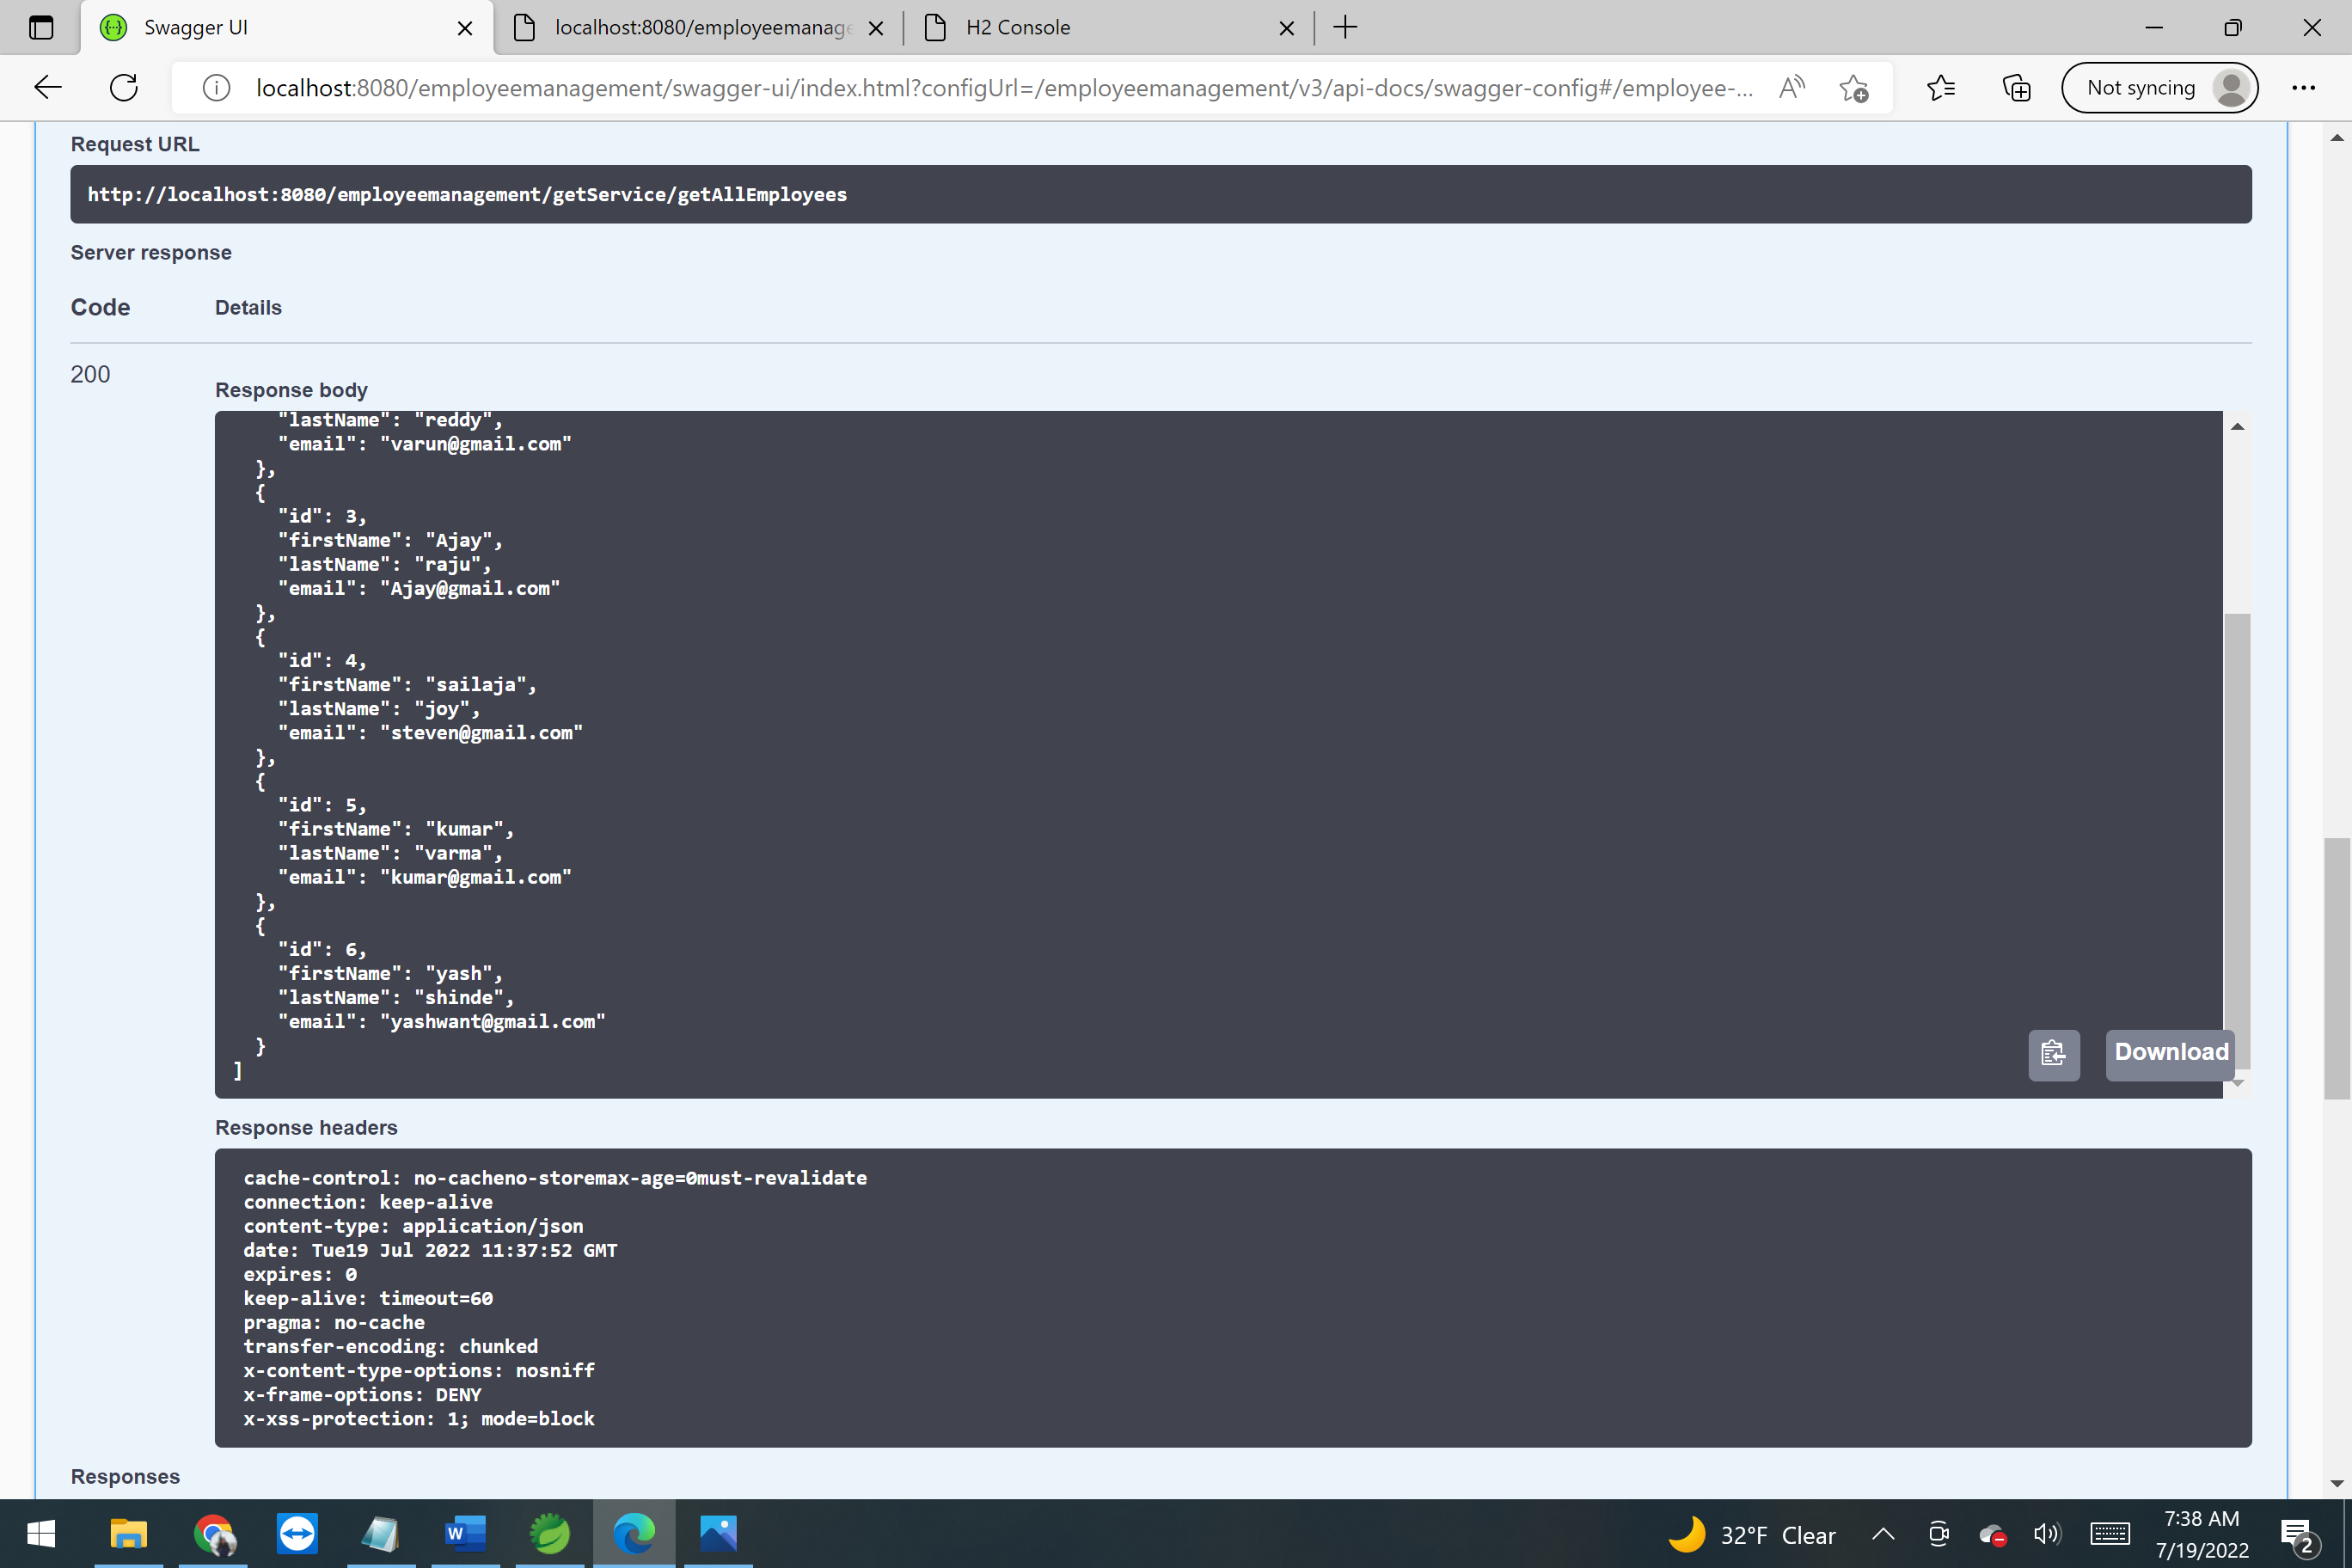 Swagger UI
localhost:8080/employeemanage
H2 Console
localhost:8080/employeemanagement/swagger-ui/index.html?configUrl=/employeemanagement/v3/api-docs/swagger-config#/employee-...
Not syncing
Request URL
http://localhost:8080/employeemanagement/getService/getAllEmployees
Server response
Code Details
200
Response body
"lastName": "reddy",
"email": "varun@gmail.com"
},
{
"id": 3,
"firstName": "Ajay",
"lastName": "raju",
"email": "Ajay@gmail.com"
},
{
"id": 4,
"firstName": "sailaja",
"lastName": "joy",
"email": "steven@gmail.com"
},
{
"id": 5,
"firstName": "kumar",
"lastName": "varma",
"email": "kumar@gmail.com"
},
{
"id": 6,
"firstName": "yash",
"lastName": "shinde",
"email": "yashwant@gmail.com"
}
]
Download
Response headers
cache-control: no-cacheno-storemax-age=0must-revalidate
connection: keep-alive
content-type: application/json
date: Tue19 Jul 2022 11:37:52 GMT
expires: 0
keep-alive: timeout=60
pragma: no-cache
transfer-encoding: chunked
x-content-type-options: nosniff
x-frame-options: DENY
x-xss-protection: 1; mode=block
Responses
32°F Clear
7:38 AM
7/19/2022
2